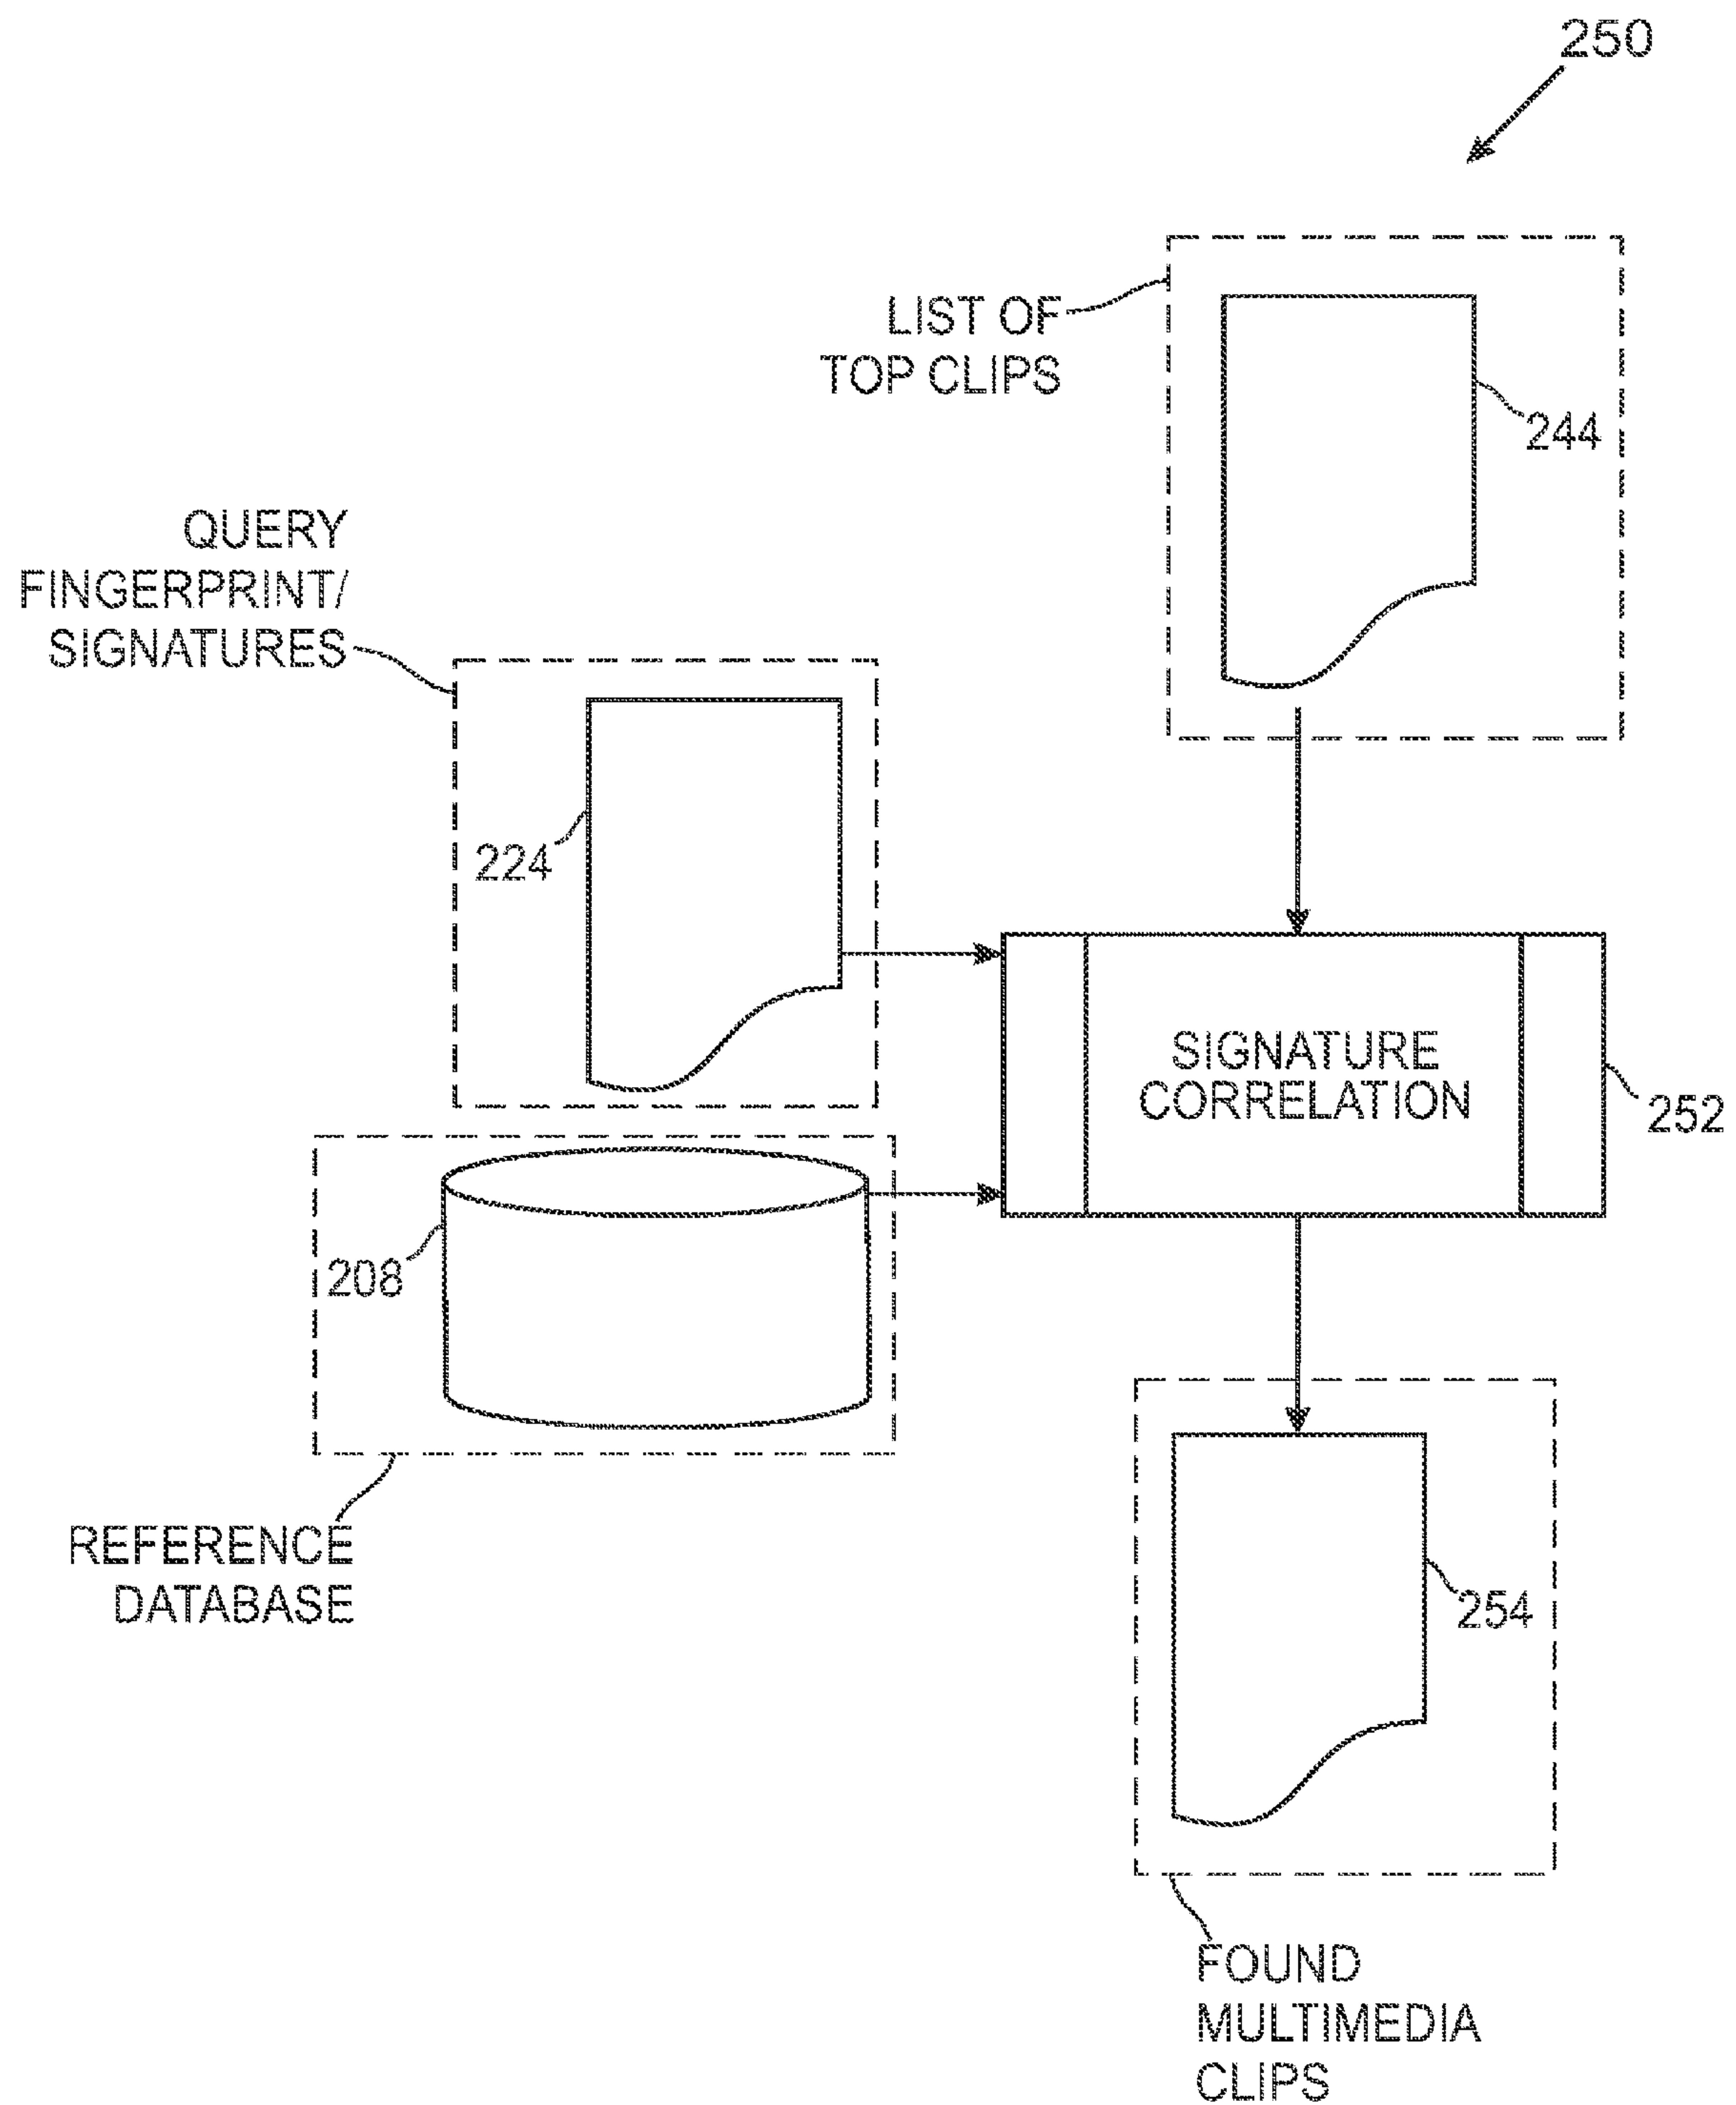 250
LIST OF
TOP CLIPS
244
QUERY
FINGERPRINT/
SIGNATURES
224
SIGNATURE
CORRELATION
252
208
REFERENCE
DATABASE
254
FOUND
MULTIMEDIA
CLIPS